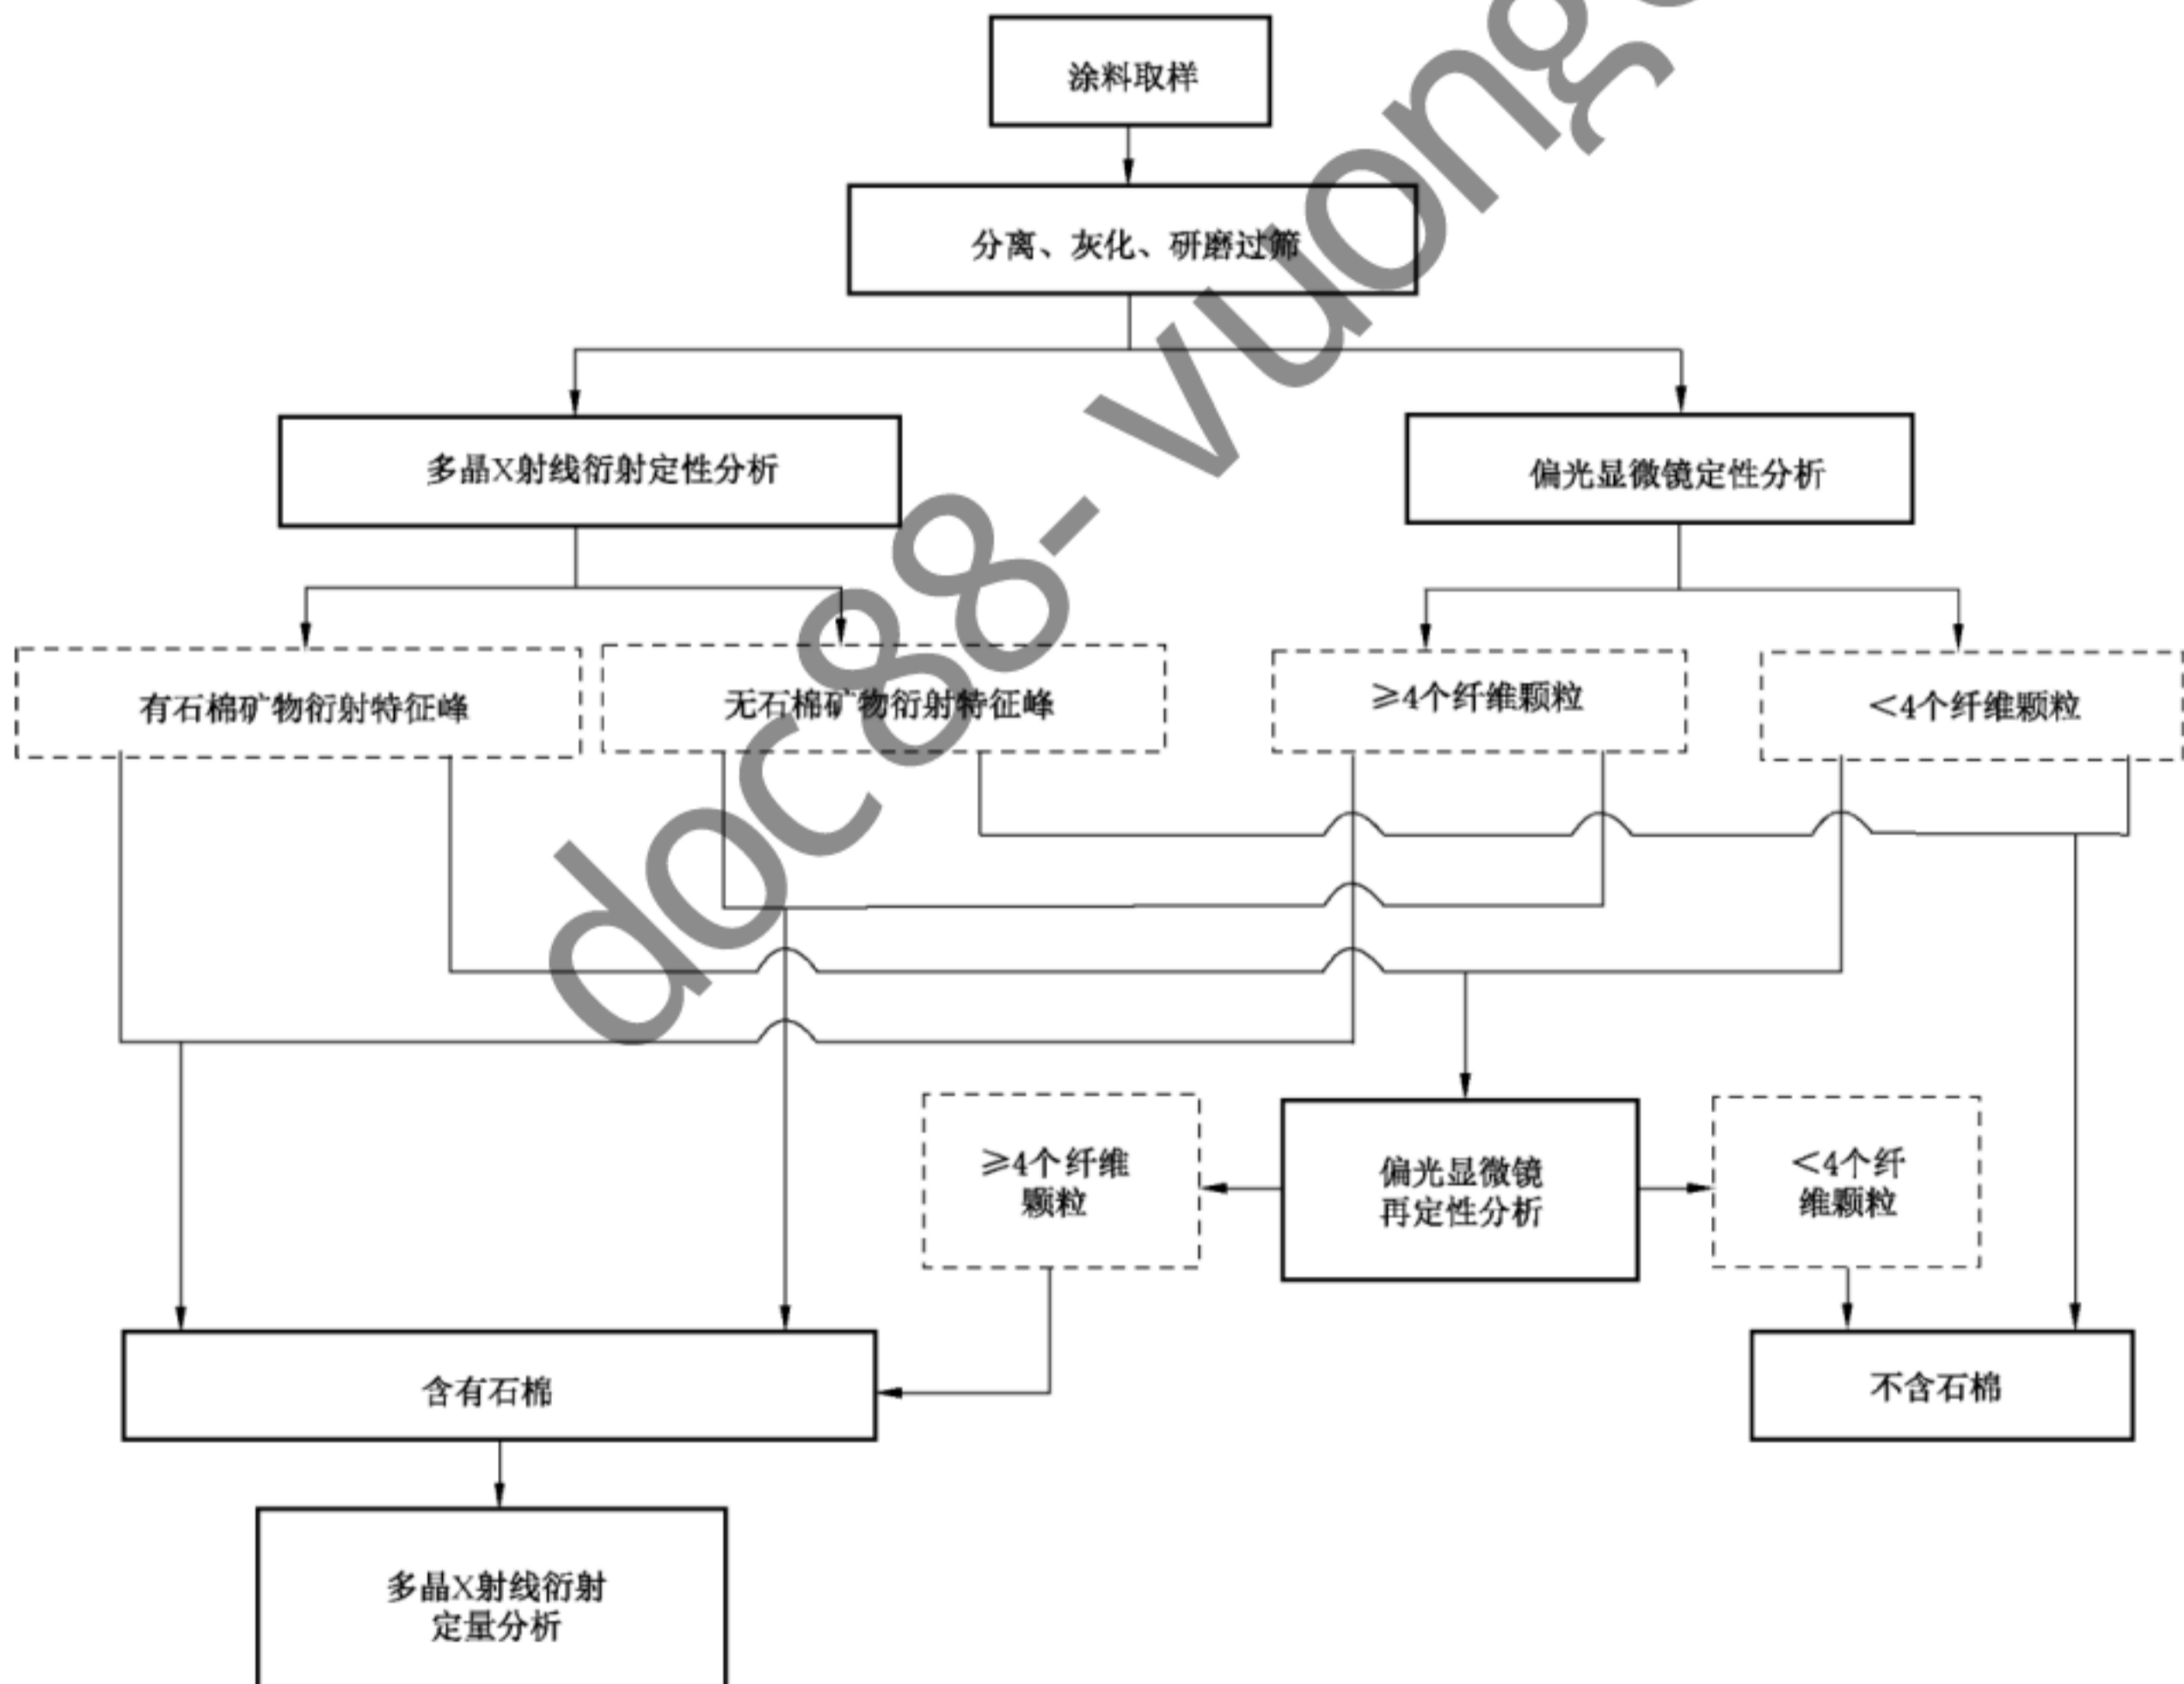 涂料取样
分离、灰化、研磨过筛
多晶X射线衍射定性分析
偏光显微镜定性分析
有石棉矿物衍射特征峰
无石棉矿物衍射特征峰
≥4个纤维颗粒
<4个纤维颗粒
≥4个纤维
颗粒
偏光显微镜
再定性分析
<4个纤
维颗粒
含有石棉
不含石棉
多晶X射线衍射
定量分析
doc88- vuong